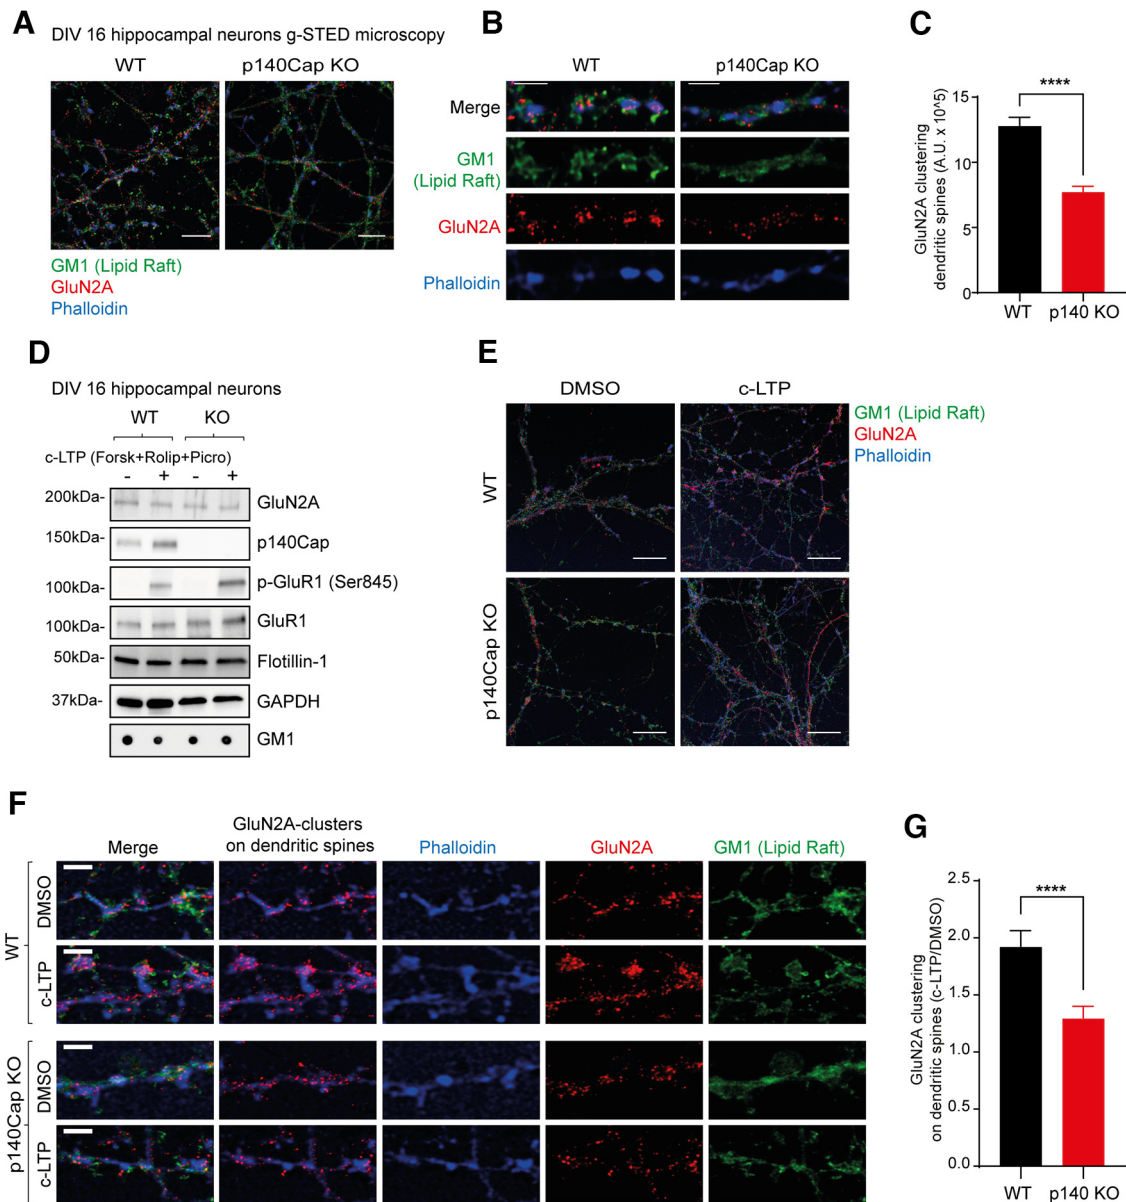 A
DIV 16 hippocampal neurons g-STED microscopy
WT
p140Cap KO
GM1 (Lipid Raft)
GluN2A
Phalloidin
B
WT
p140Cap KO
Merge
GM1
(Lipid Raft)
GluN2A
Phalloidin
C
GluN2A clustering
dendritic spines (A.U. x 10^5)
15
10
5
0
****
WT
p140 KO
D
DIV 16 hippocampal neurons
WT
KO
c-LTP (Forsk+Rolip+Picro)
- + - +
200kDa-
GluN2A
150kDa-
p140Cap
100kDa-
p-GluR1 (Ser845)
100kDa-
GluR1
50kDa-
Flotillin-1
37kDa-
GAPDH
GM1
E
DMSO
c-LTP
GM1 (Lipid Raft)
GluN2A
Phalloidin
WT
p140Cap KO
F
Merge
GluN2A-clusters
on dendritic spines
Phalloidin
GluN2A
GM1 (Lipid Raft)
WT
DMSO
c-LTP
p140Cap KO
DMSO
c-LTP
G
GluN2A clustering
on dendritic spines (c-LTP/DMSO)
2.5
2.0
1.5
1.0
0.5
0.0
****
WT
p140 KO